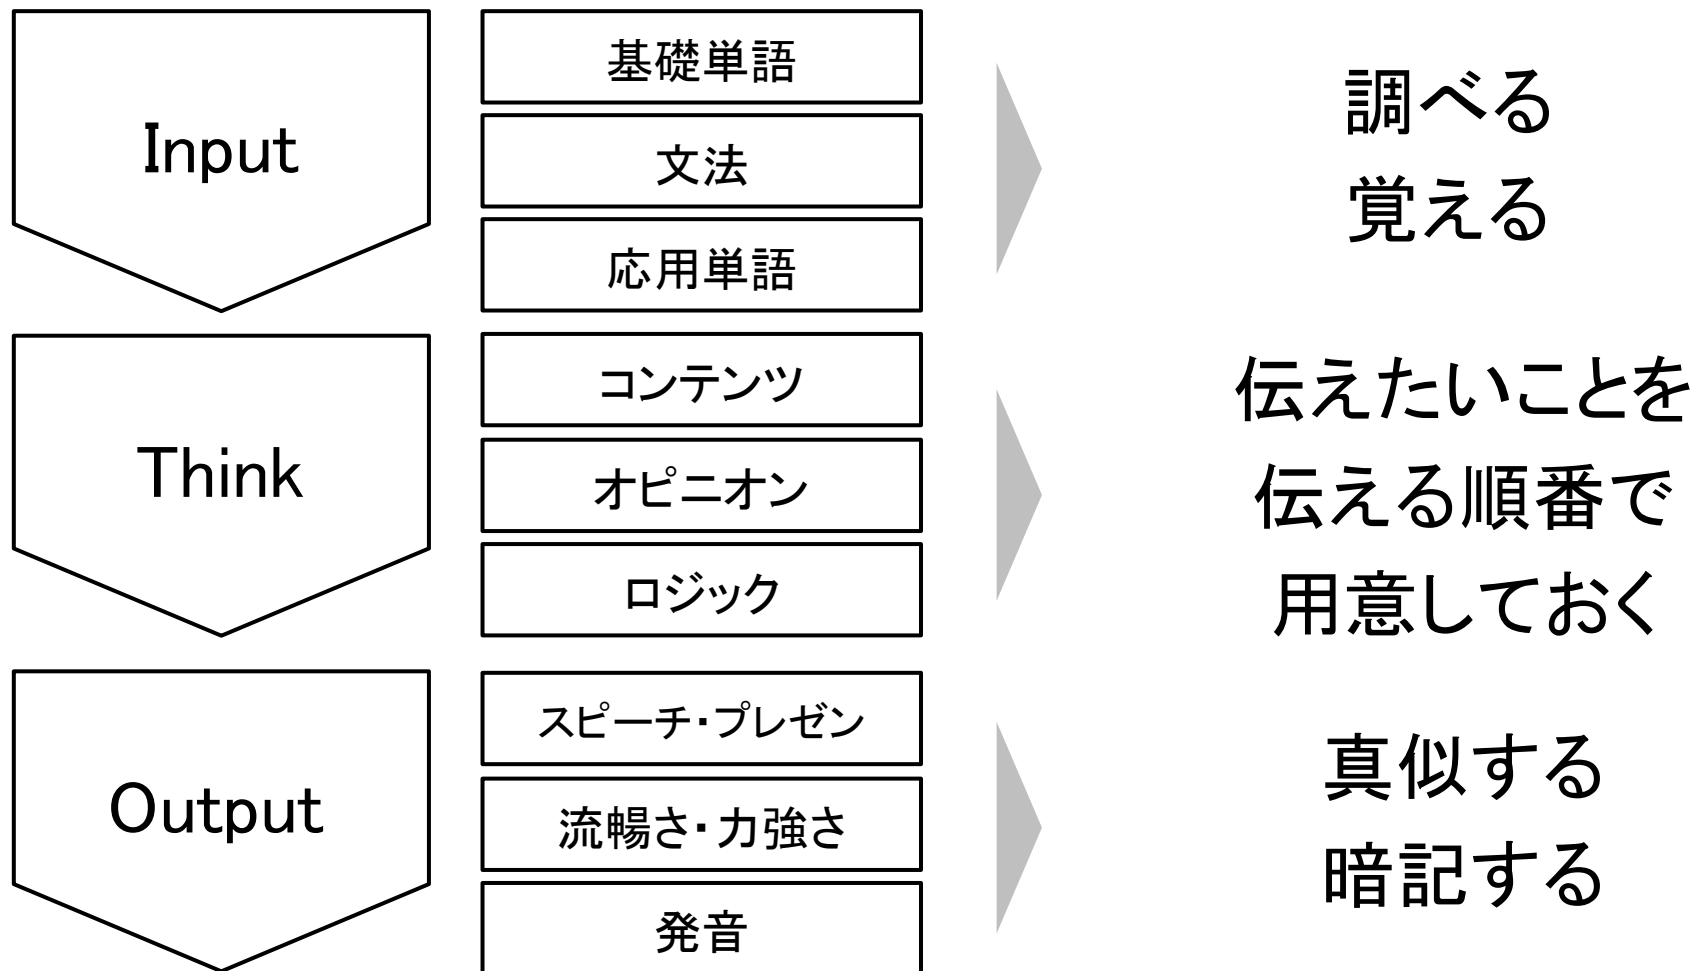 Input
基礎単語
文法
応用単語
調べる
覚える
Think
コンテンツ
オピニオン
ロジック
伝えたいことを
伝える順番で
用意しておく
Output
スピーチ・プレゼン
流暢さ・力強さ
発音
真似する
暗記する